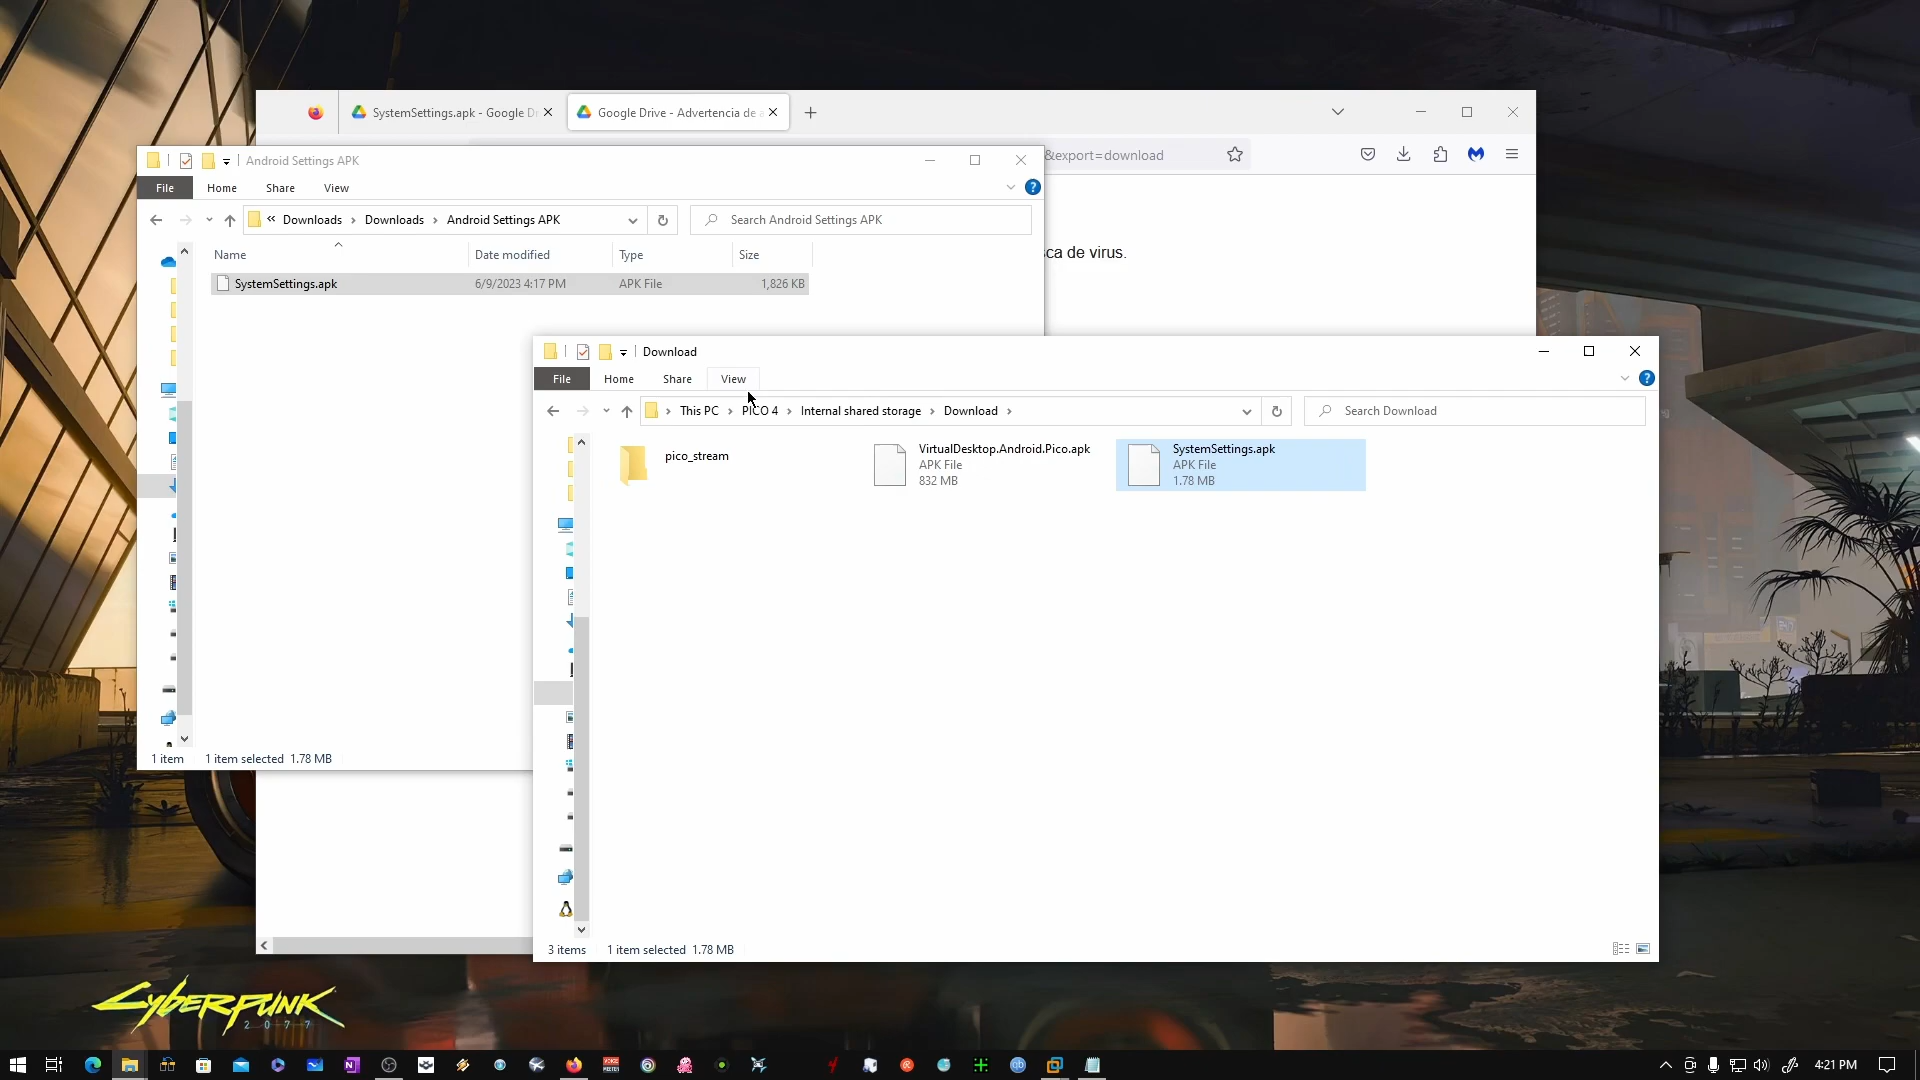 SystemSettings.apk - Google D
Google Drive - Advertencia de a
&export=download
sca de virus.
Android Settings APK
File
Home
Share
View
Downloads
Downloads
Android Settings APK
Search Android Settings APK
Name
Date modified
Type
Size
SystemSettings.apk
6/9/2023 4:17 PM
APK File
1,826 KB
1 item
1 item selected 1.78 MB
Download
File
Home
Share
View
This PC
PICO 4
Internal shared storage
Download
Search Download
pico_stream
VirtualDesktop.Android.Pico.apk
APK File
832 MB
SystemSettings.apk
APK File
1.78 MB
3 items
1 item selected 1.78 MB
CYBERPUNK
2077
4:21 PM